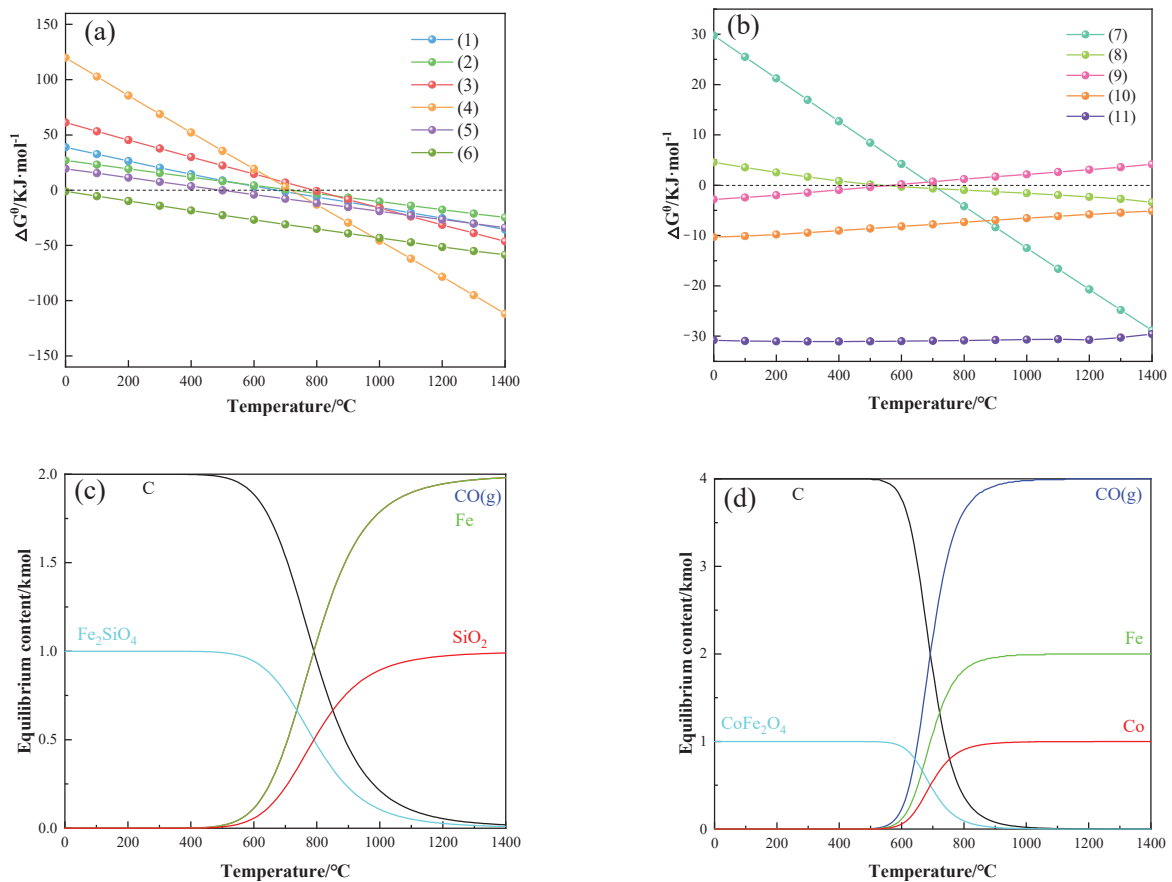 (a)
(1)
(2)
(3)
(4)
(5)
(6)
150
100
50
0
−50
−100
−150
ΔG^θ/KJ·mol⁻¹
0 200 400 600 800 1000 1200 1400
Temperature/°C
(b)
(7)
(8)
(9)
(10)
(11)
30
20
10
0
−10
−20
−30
ΔG^θ/KJ·mol⁻¹
0 200 400 600 800 1000 1200 1400
Temperature/°C
(c)
C
CO(g)
Fe
Fe₂SiO₄
SiO₂
2.0
1.5
1.0
0.5
0.0
Equilibrium content/kmol
0 200 400 600 800 1000 1200 1400
Temperature/°C
(d)
C
CO(g)
Fe
CoFe₂O₄
Co
4
3
2
1
0
Equilibrium content/kmol
0 200 400 600 800 1000 1200 1400
Temperature/°C